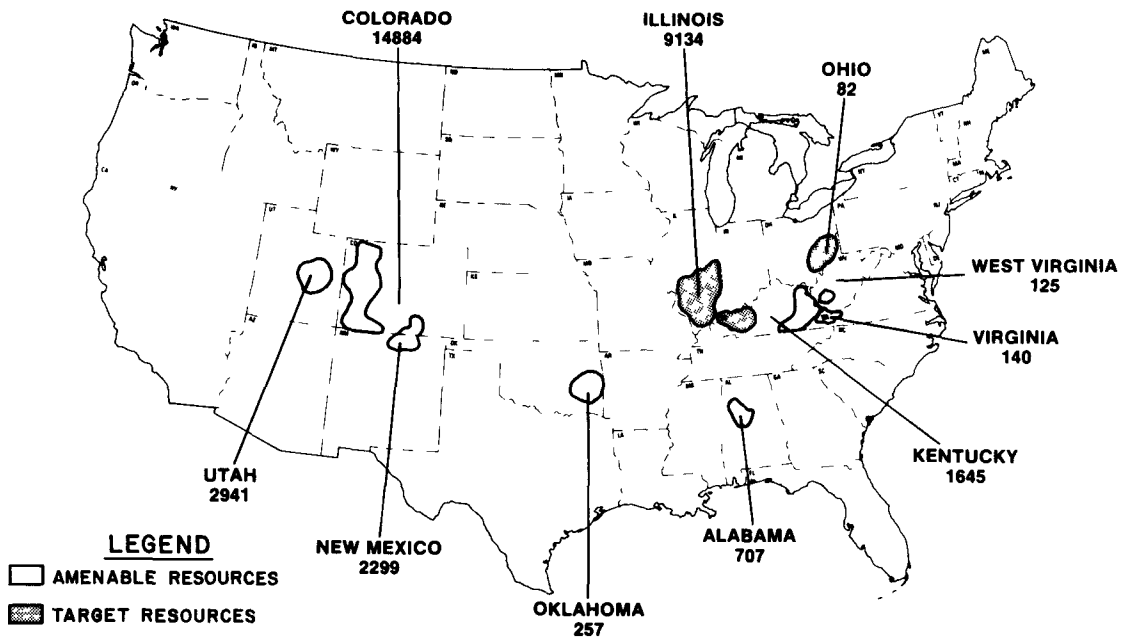 COLORADO
14884
ILLINOIS
9134
OHIO
82
WEST VIRGINIA
125
VIRGINIA
140
KENTUCKY
1645
UTAH
2941
NEW MEXICO
2299
ALABAMA
707
OKLAHOMA
257
LEGEND
AMENABLE RESOURCES
TARGET RESOURCES